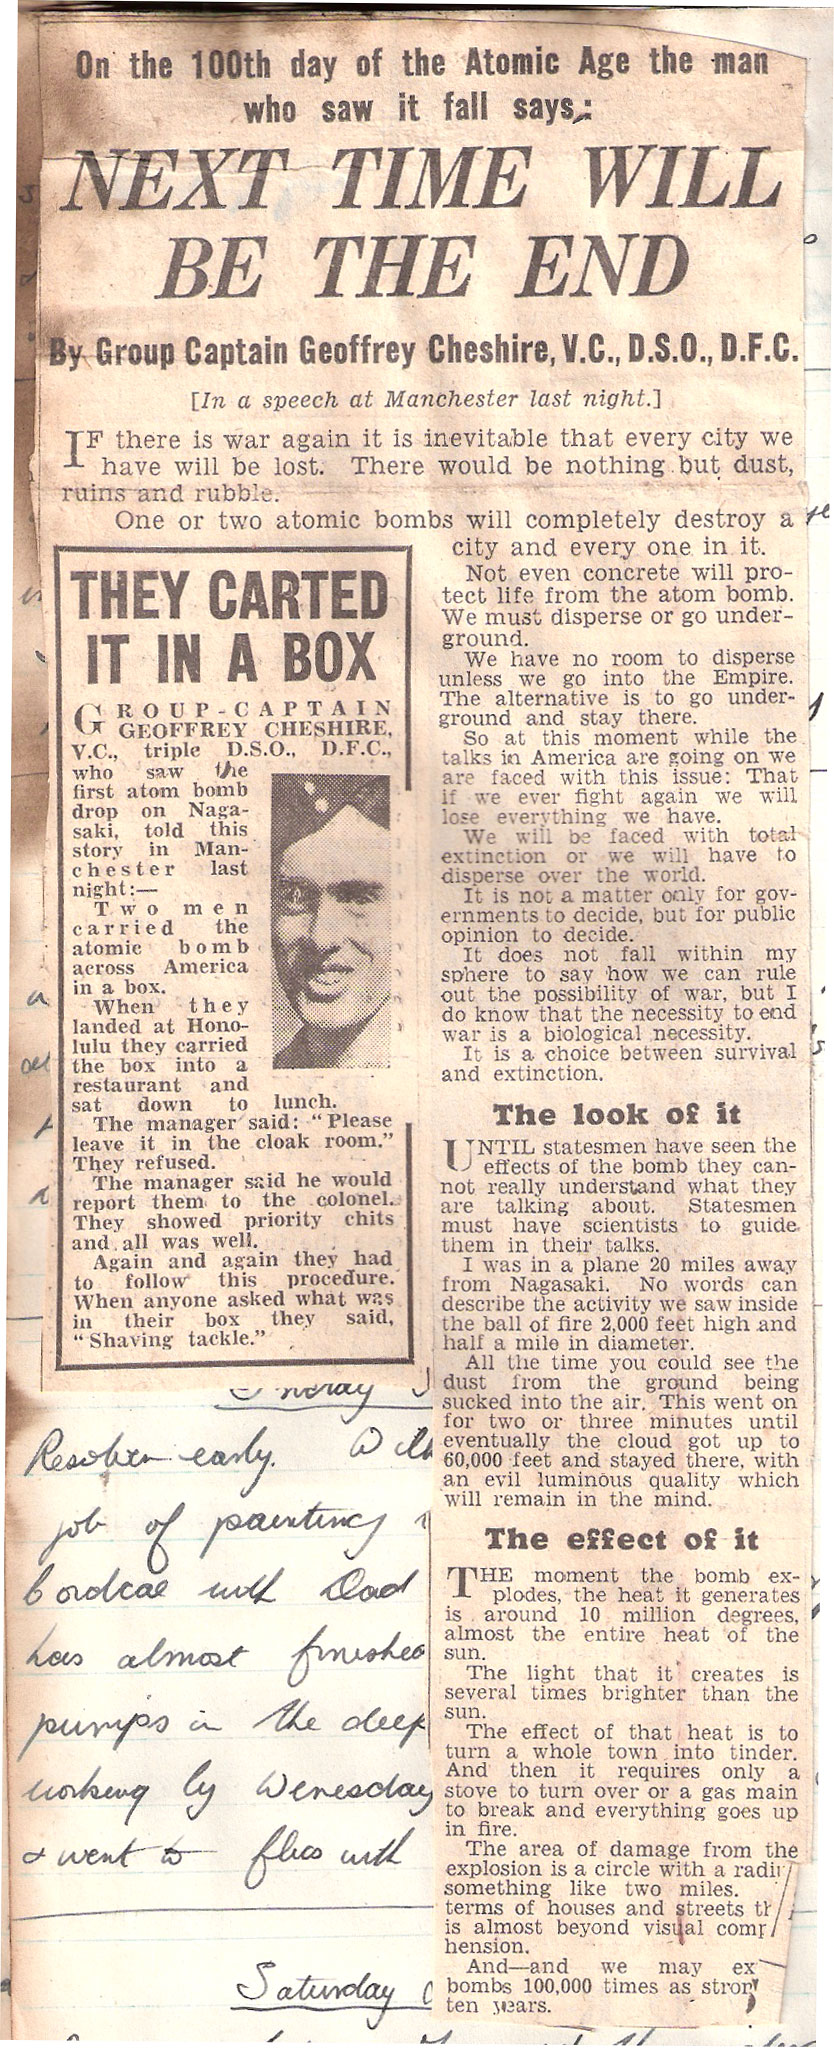 On the 100th day of the Atomic Age the man
who saw it fall says,:
NEXT TIME WILL
BE THE END
By Group Captain Geoffrey Cheshire, V.C., D.S.O., D.F.C.
[In a speech at Manchester last night.]
IF there is war again it is inevitable that every city we
have will be lost. There would be nothing but dust,
ruins and rubble.
One or two atomic bombs will completely destroy a
city and every one in it.
Not even concrete will pro-
tect life from the atom bomb.
We must disperse or go under-
ground.
We have no room to disperse
unless we go into the Empire.
The alternative is to go under-
ground and stay there.
So at this moment while the
talks in America are going on we
are faced with this issue: That
if we ever fight again we will
lose everything we have.
We will be faced with total
extinction or we will have to
disperse over the world.
It is not a matter only for gov-
ernments to decide, but for public
opinion to decide.
It does not fall within my
sphere to say how we can rule
out the possibility of war, but I
do know that the necessity to end
war is a biological necessity.
It is a choice between survival
and extinction.
The look of it
UNTIL statesmen have seen the
effects of the bomb they can-
not really understand what they
are talking about. Statesmen
must have scientists to guide
them in their talks.
I was in a plane 20 miles away
from Nagasaki. No words can
describe the activity we saw inside
the ball of fire 2,000 feet high and
half a mile in diameter.
All the time you could see the
dust from the ground being
sucked into the air. This went on
for two or three minutes until
eventually the cloud got up to
60,000 feet and stayed there, with
an evil luminous quality which
will remain in the mind.
The effect of it
THE moment the bomb ex-
plodes, the heat it generates
is around 10 million degrees,
almost the entire heat of the
sun.
The light that it creates is
several times brighter than the
sun.
The effect of that heat is to
turn a whole town into tinder.
And then it requires only a
stove to turn over or a gas main
to break and everything goes up
in fire.
The area of damage from the
explosion is a circle with a
something like two miles.
terms of houses and streets
is almost beyond visual
hension.
And—and we may
bombs 100,000 times as
ten years.
THEY CARTED
IT IN A BOX
GROUP-CAPTAIN
GEOFFREY CHESHIRE,
V.C., triple D.S.O., D.F.C.,
who saw the
first atom bomb
drop on Naga-
saki, told this
story in Man-
chester last
night:—
Two men
carried the
atomic bomb
across America
in a box.
When they
landed at Hono-
lulu they carried
the box into a
restaurant and
sat down to lunch.
The manager said: "Please
leave it in the cloak room."
They refused.
The manager said he would
report them to the colonel.
They showed priority chits
and all was well.
Again and again they had
to follow this procedure.
When anyone asked what was
in their box they said,
"Shaving tackle."
early.
job of painting
with Dad
has almost finished
pumps in the deep
working by Wenesday
& went to flics with
Saturday